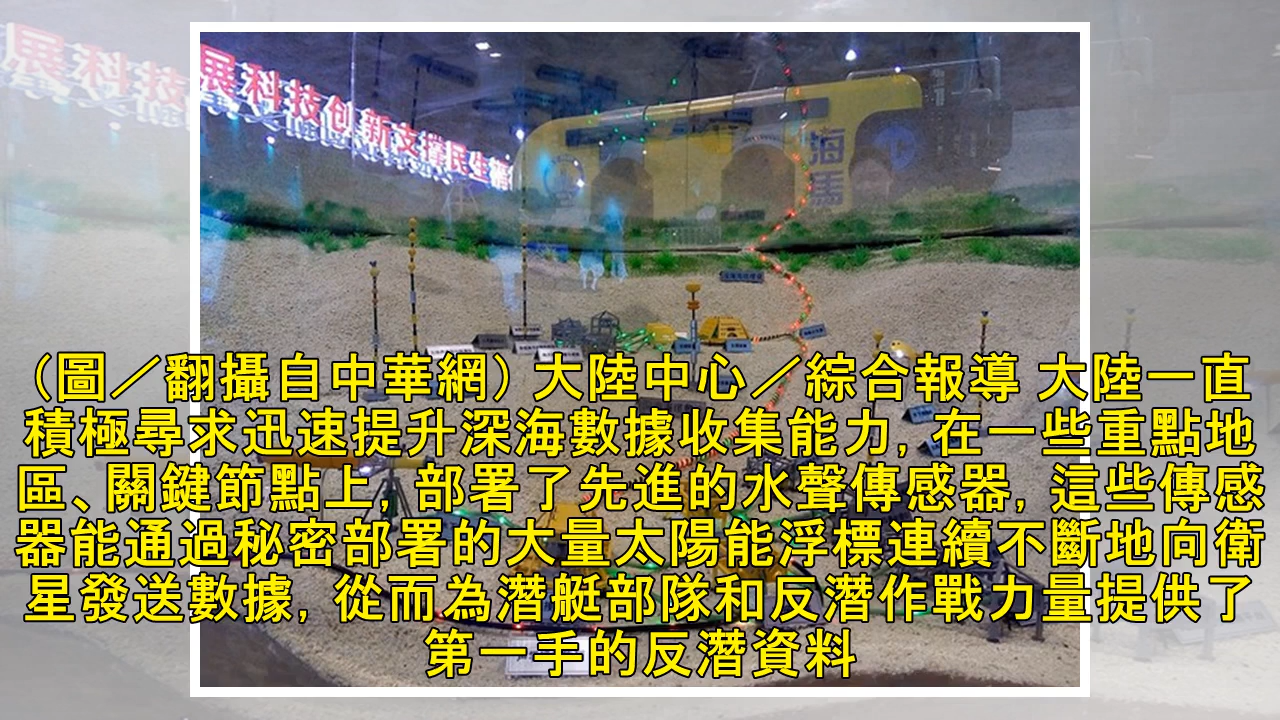 展科技
展科技创新支撑民生
海馬
(圖／翻攝自中華網) 大陸中心／綜合報導 大陸一直
積極尋求迅速提升深海數據收集能力, 在一些重點地
區、關鍵節點上, 部署了先進的水聲傳感器, 這些傳感
器能通過秘密部署的大量太陽能浮標連續不斷地向衛
星發送數據, 從而為潛艇部隊和反潛作戰力量提供了
第一手的反潛資料